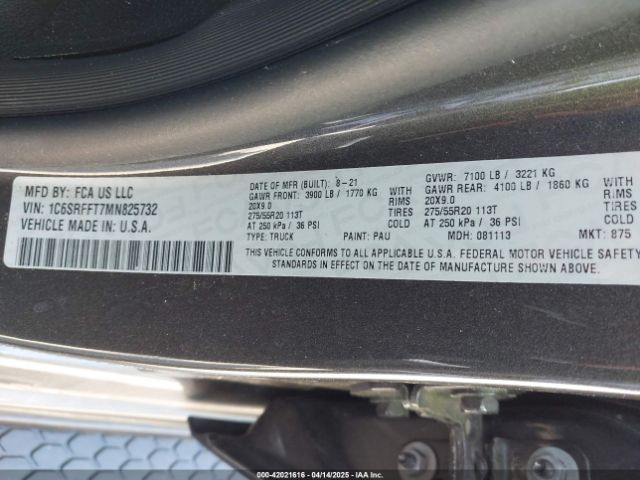 MFD BY: FCA US LLC
VIN: 1C6SRFFT7MN825732
VEHICLE MADE IN: U.S.A.
DATE OF MFR (BUILT): 8-21
GAWR FRONT: 3900 LB / 1770 KG WITH
20X9.0 RIMS
275/55R20 113T TIRES
AT 250 kPa / 36 PSI COLD
TYPE: TRUCK PAINT: PAU
GVWR: 7100 LB / 3221 KG
GAWR REAR: 4100 LB / 1860 KG WITH
20X9.0 RIMS
275/55R20 113T TIRES
AT 250 kPa / 36 PSI COLD
MDH: 081113 MKT: 875
THIS VEHICLE CONFORMS TO ALL APPLICABLE U.S.A. FEDERAL MOTOR VEHICLE SAFETY
STANDARDS IN EFFECT ON THE DATE OF MANUFACTURE SHOWN ABOVE.
000-42021616 - 04/14/2025 - IAAI.COM